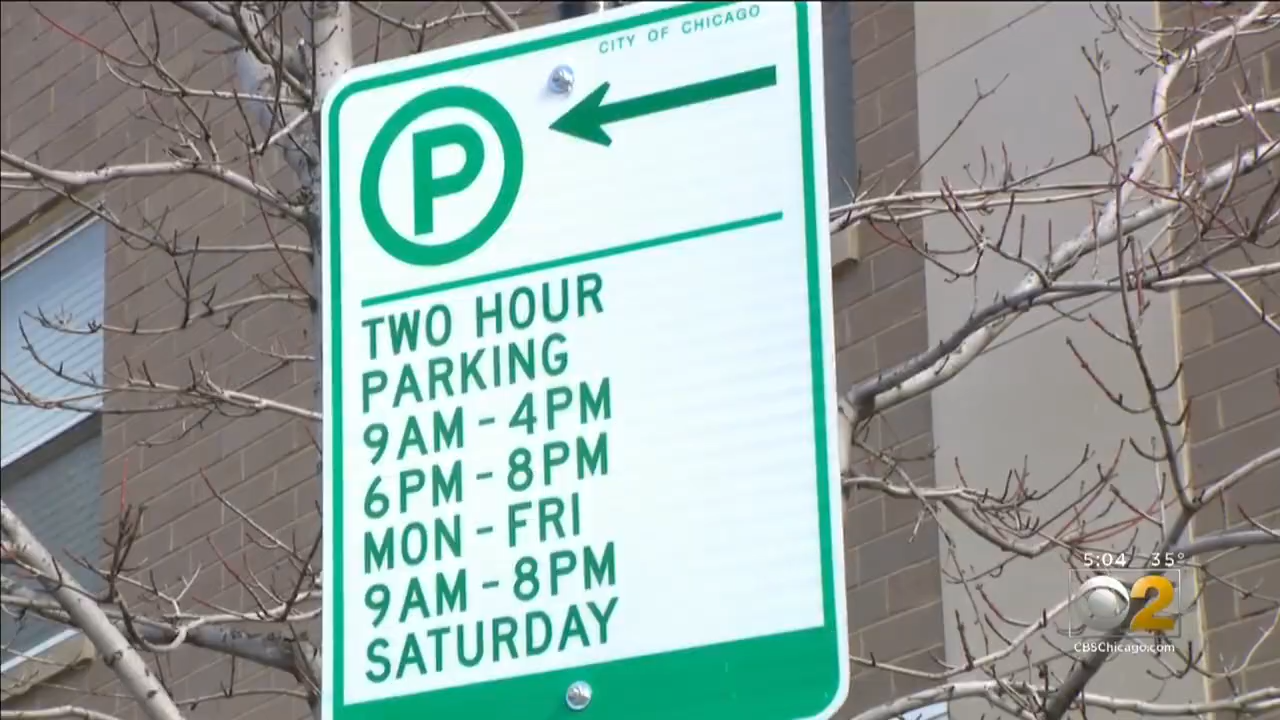 CITY OF CHICAGO
P
TWO HOUR
PARKING
9AM - 4PM
6PM - 8PM
MON - FRI
9AM - 8PM
SATURDAY
5:04 35°
2
CBSChicago.com